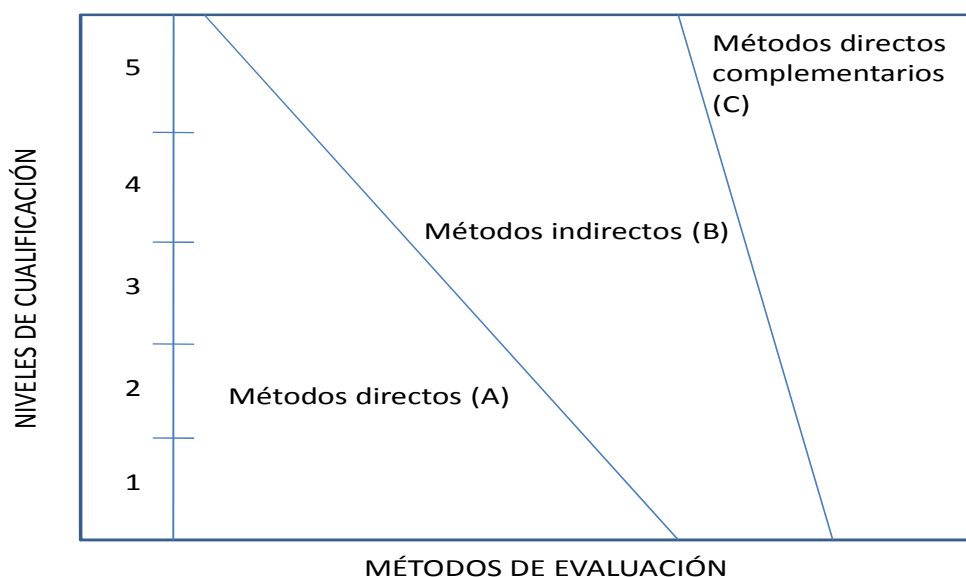 NIVELES DE CUALIFICACIÓN
5
4
3
2
1
Métodos directos
complementarios
(C)
Métodos indirectos (B)
Métodos directos (A)
MÉTODOS DE EVALUACIÓN